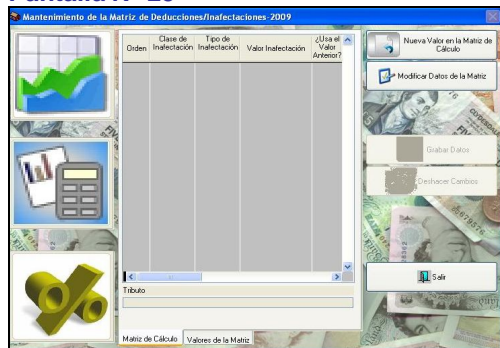 Mantenimiento de la Matriz de Deducciones/Inafectaciones-2009
Orden
Clase de
Inafectación
Tipo de
Inafectación
Valor Inafectación
¿Usa el
Valor
Anterior?
Nueva Valor en la Matriz de
Cálculo
Modificar Datos de la Matriz
Grabar Datos
Deshacer Cambios
Salir
Tributo
Matriz de Cálculo
Valores de la Matriz